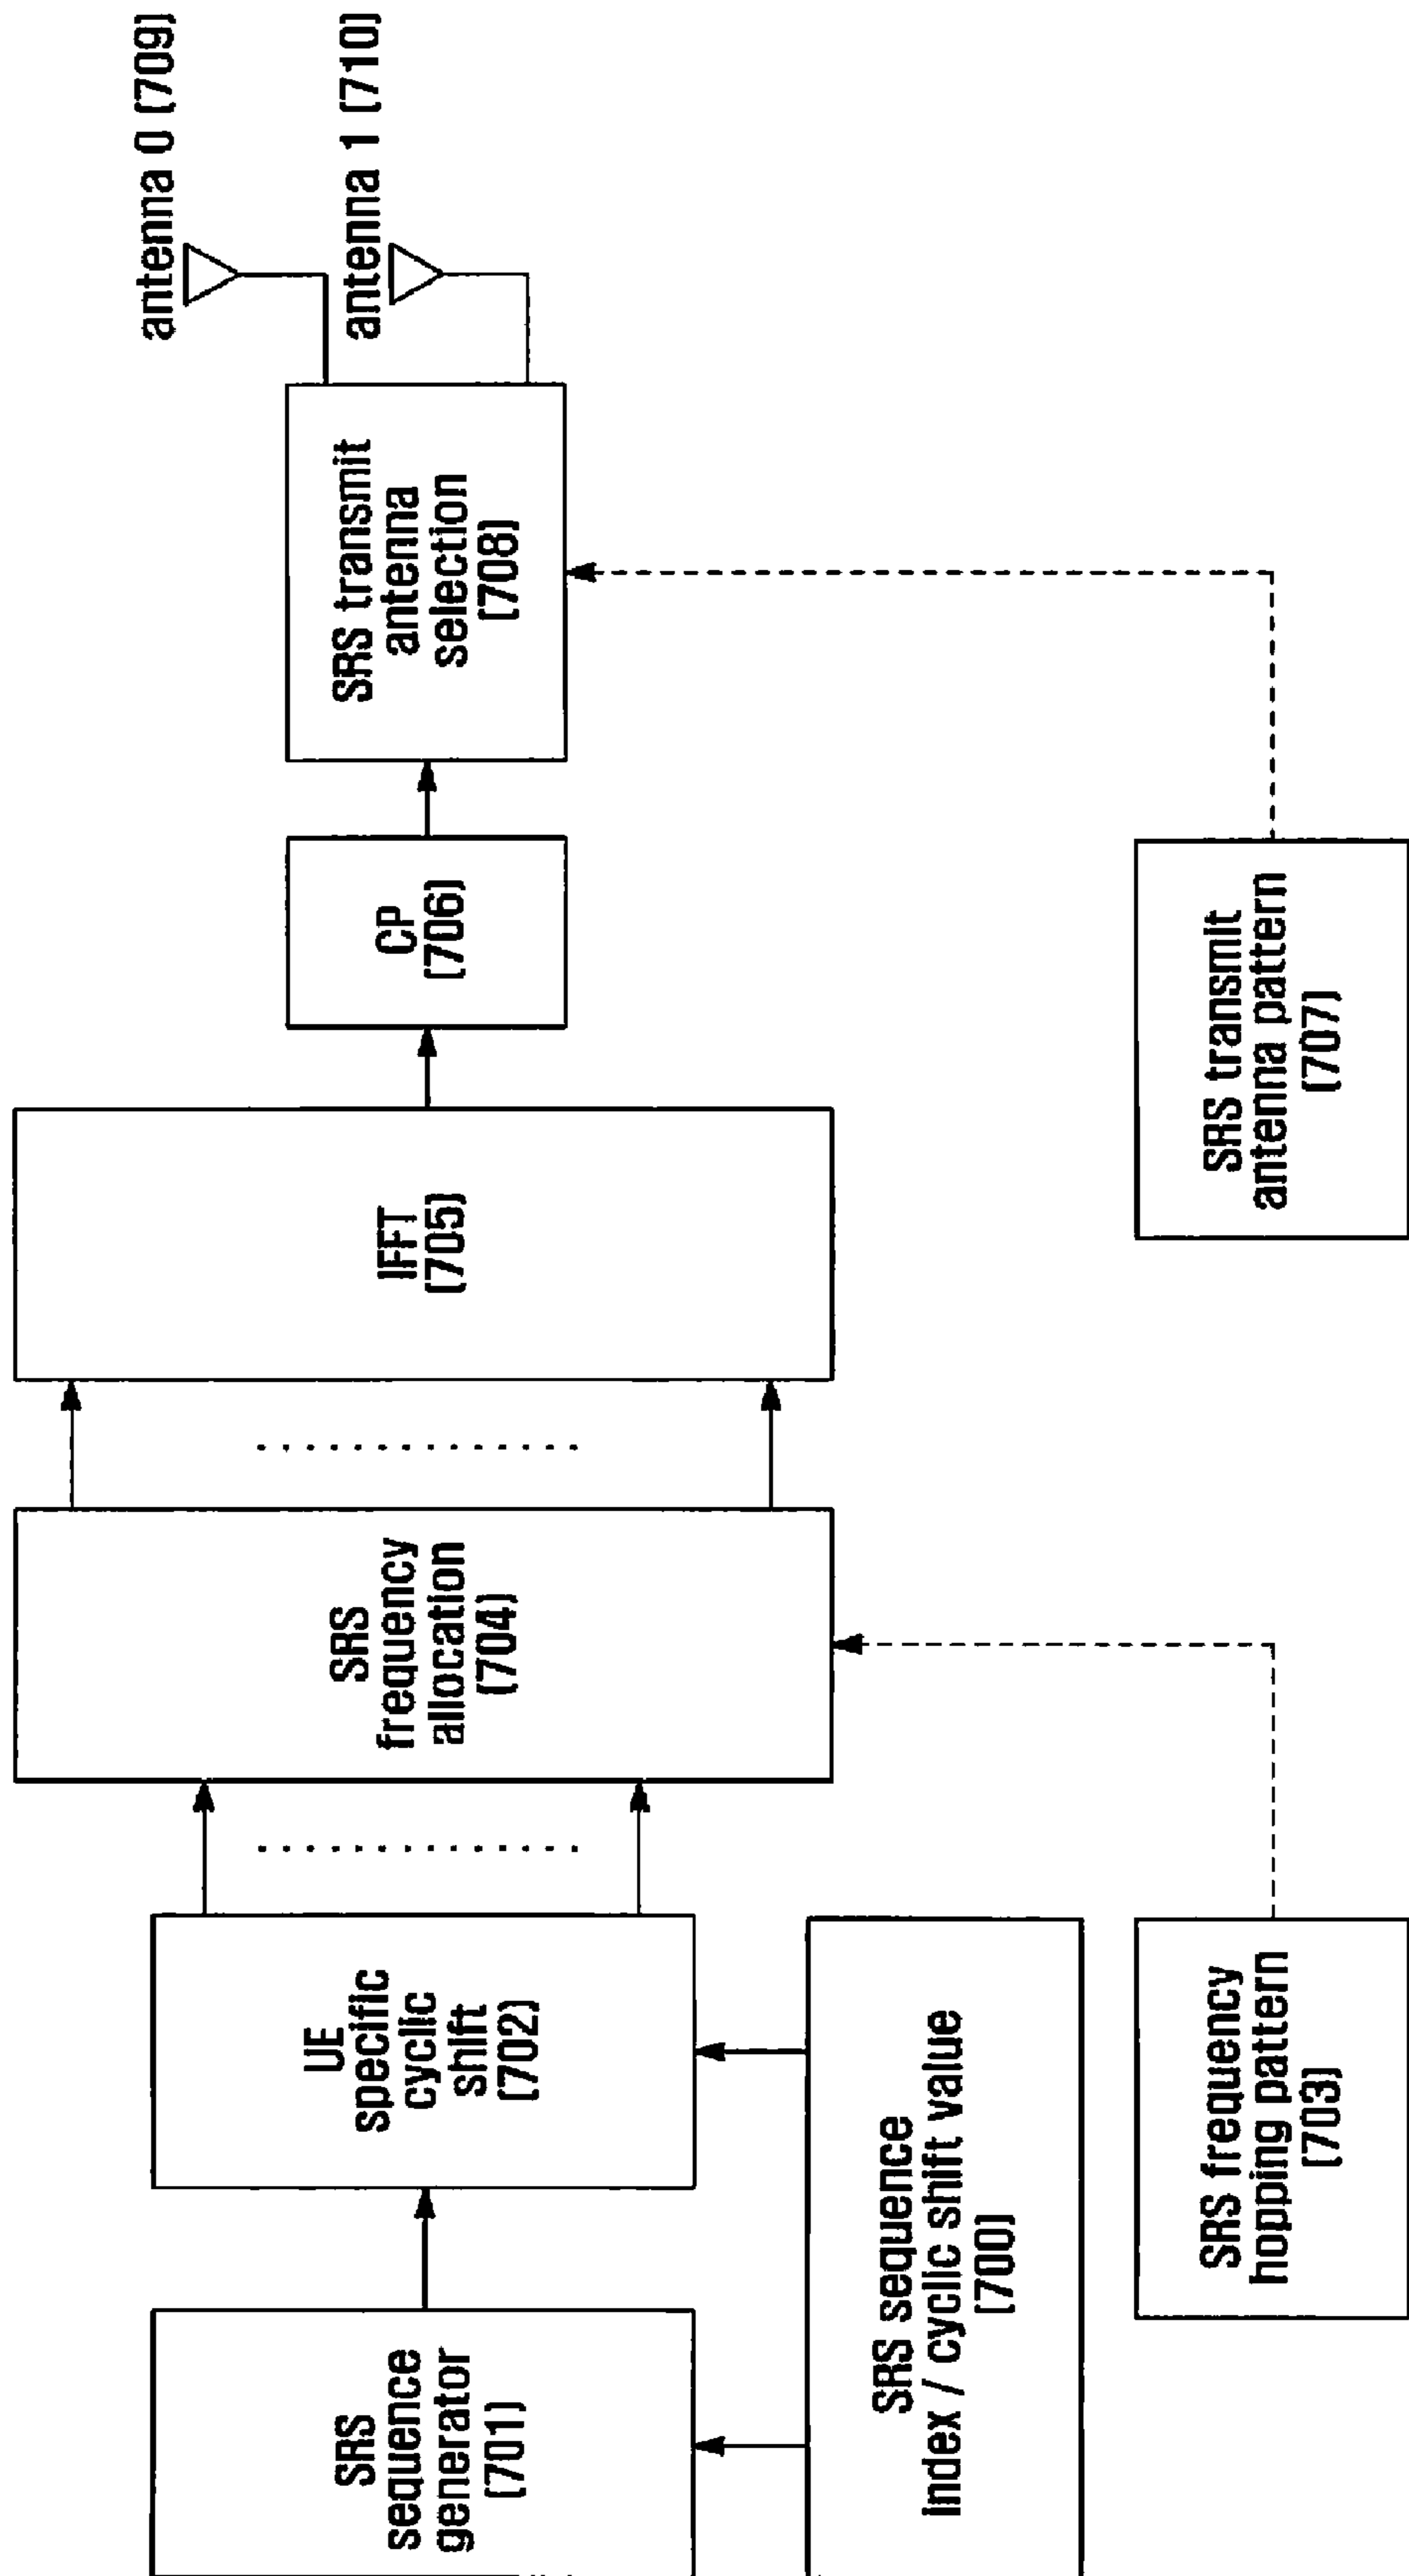 SRS
sequence
generator
(701)
UE
specific
cyclic
shift
(702)
SRS
frequency
allocation
(704)
IFFT
(705)
CP
(706)
SRS transmit
antenna
selection
(708)
antenna 0 (709)
antenna 1 (710)
SRS sequence
index / cyclic shift value
(700)
SRS frequency
hopping pattern
(703)
SRS transmit
antenna pattern
(707)